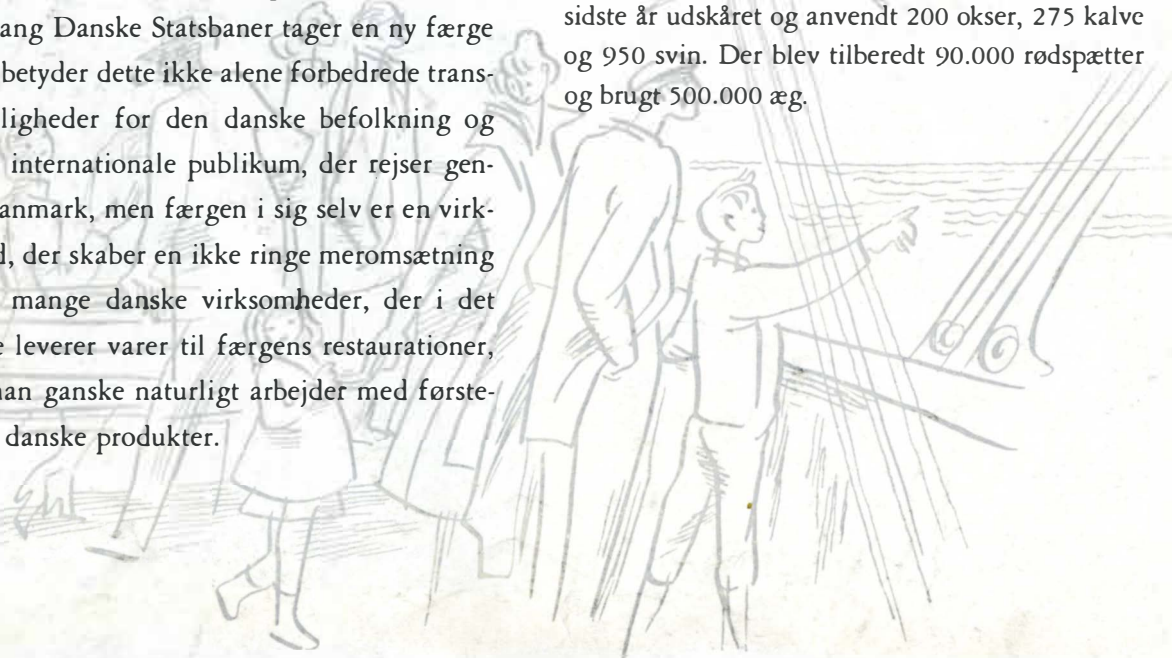 ang Danske Statsbaner tager en ny færge
betyder dette ikke alene forbedrede trans-
ligheder for den danske befolkning og
internationale publikum, der rejser gen-
anmark, men færgen i sig selv er en virk-
d, der skaber en ikke ringe meromsætning
mange danske virksomheder, der i det
e leverer varer til færgens restaurationer,
nan ganske naturligt arbejder med første-
danske produkter.
sidste år udskåret og anvendt 200 okser, 275 kalve
og 950 svin. Der blev tilberedt 90.000 rødspætter
og brugt 500.000 æg.